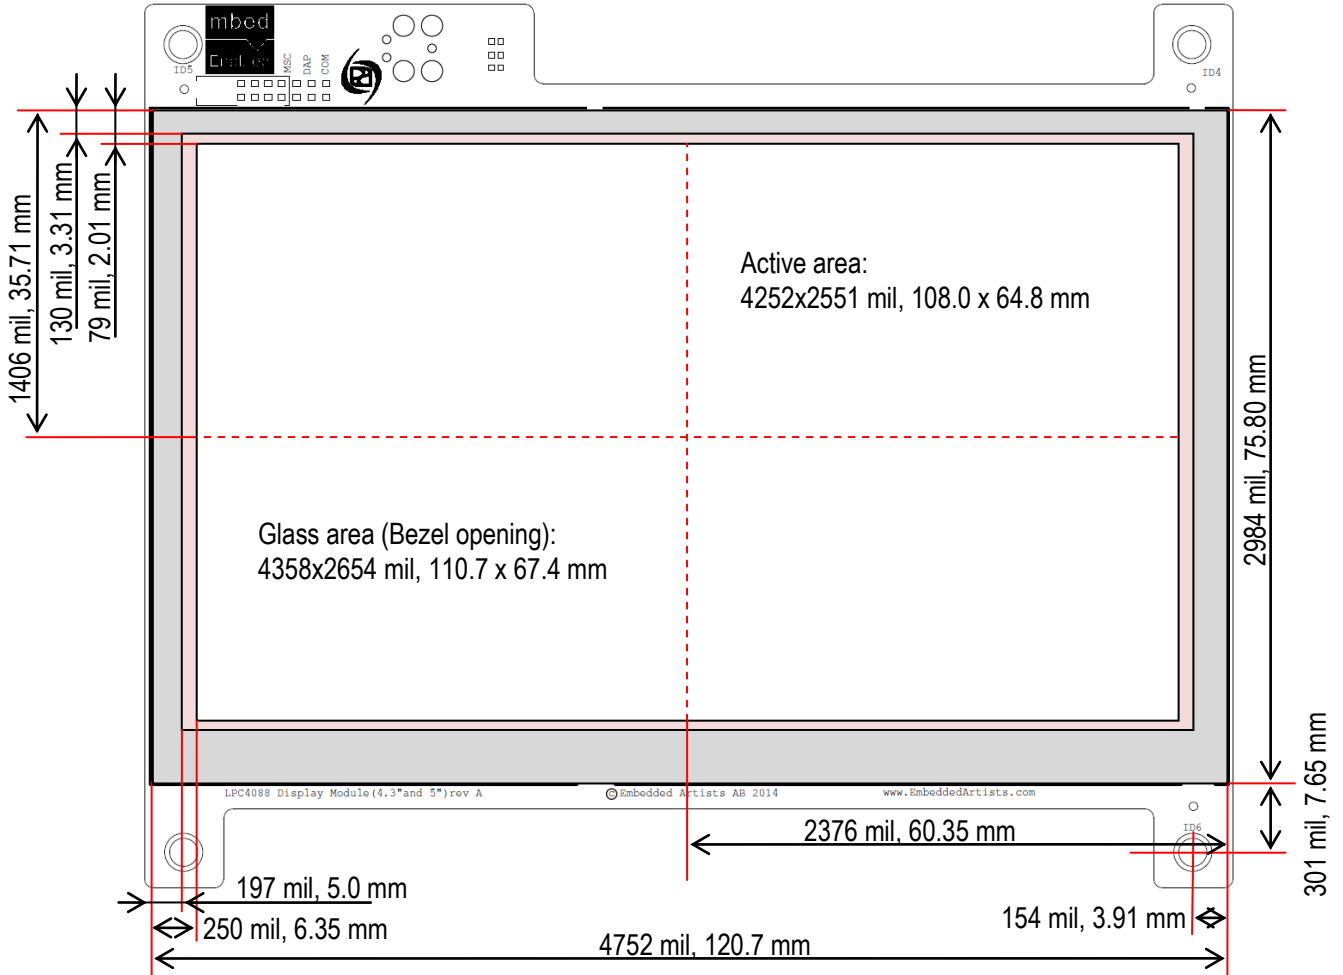 mbed
Enabled
ID5
MSC
DAP
COM
ID4
1406 mil, 35.71 mm
130 mil, 3.31 mm
79 mil, 2.01 mm
Active area:
4252x2551 mil, 108.0 x 64.8 mm
2984 mil, 75.80 mm
Glass area (Bezel opening):
4358x2654 mil, 110.7 x 67.4 mm
LPC4088 Display Module(4.3"and 5")rev A
©Embedded Artists AB 2014
www.EmbeddedArtists.com
301 mil, 7.65 mm
2376 mil, 60.35 mm
ID6
197 mil, 5.0 mm
250 mil, 6.35 mm
154 mil, 3.91 mm
4752 mil, 120.7 mm